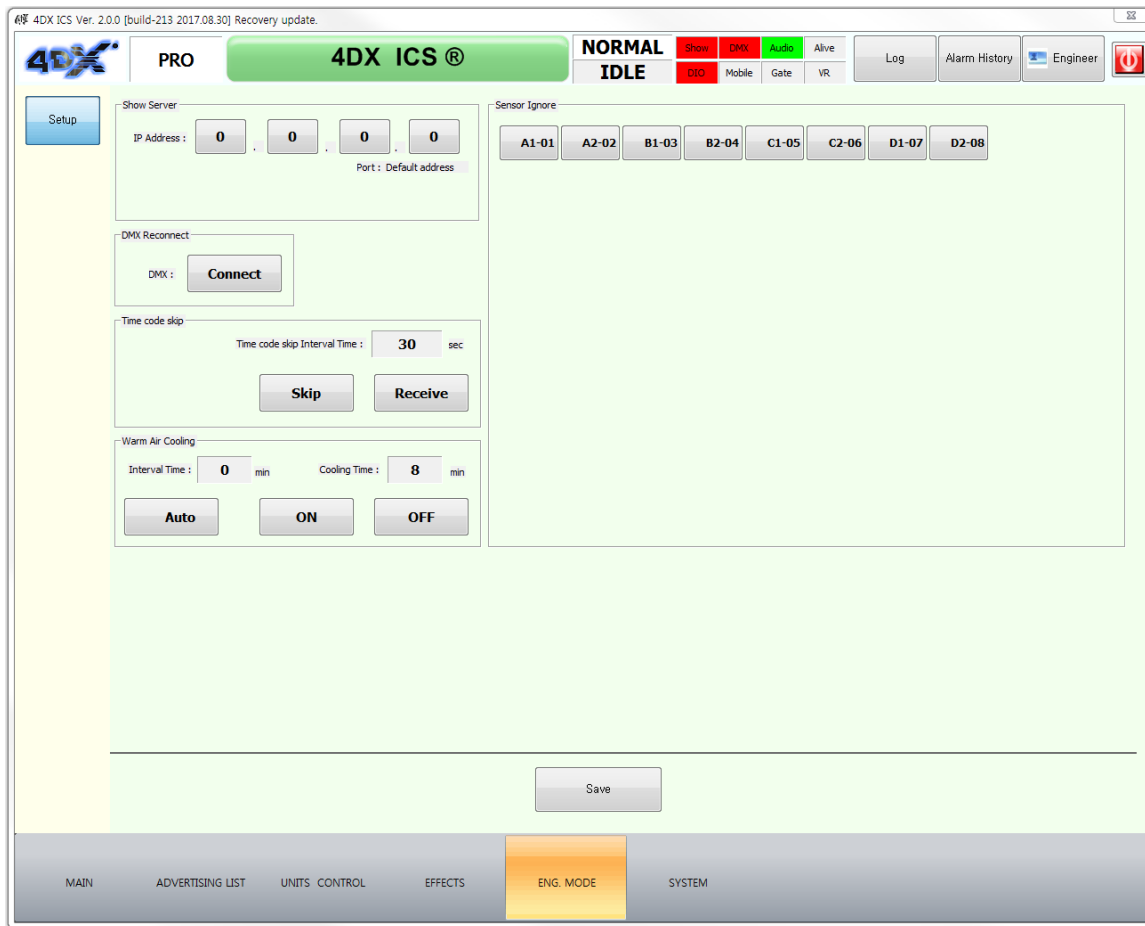 4DX ICS Ver. 2.0.0 [build-213 2017.08.30] Recovery update.
4DX PRO 4DX ICS ® NORMAL IDLE
Show DMX Audio Alive
DIO Mobile Gate VR
Log Alarm History Engineer
Setup
Show Server
IP Address : 0 . 0 . 0 . 0
Port : Default address
DMX Reconnect
DMX : Connect
Time code skip
Time code skip Interval Time : 30 sec
Skip Receive
Warm Air Cooling
Interval Time : 0 min Cooling Time : 8 min
Auto ON OFF
Sensor Ignore
A1-01 A2-02 B1-03 B2-04 C1-05 C2-06 D1-07 D2-08
Save
MAIN ADVERTISING LIST UNITS CONTROL EFFECTS ENG. MODE SYSTEM